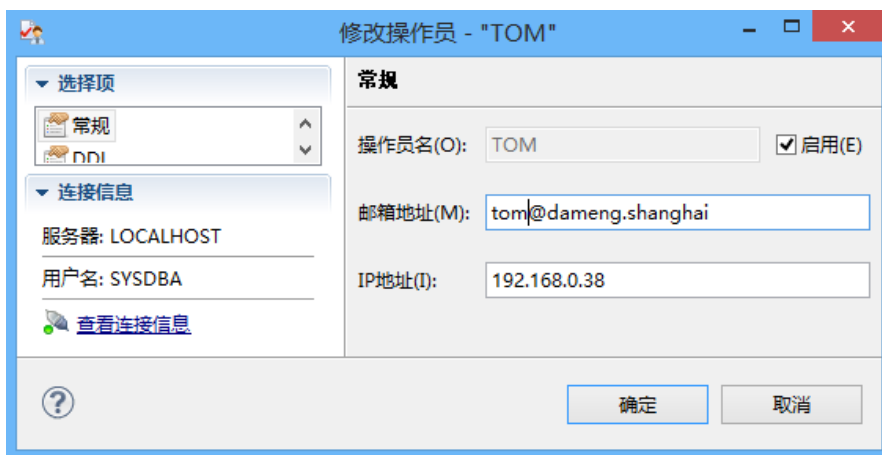 修改操作员 - "TOM"
选择项
常规
DDL
连接信息
服务器: LOCALHOST
用户名: SYSDBA
查看连接信息
常规
操作员名(O): TOM 启用(E)
邮箱地址(M): tom@dameng.shanghai
IP地址(I): 192.168.0.38
确定 取消